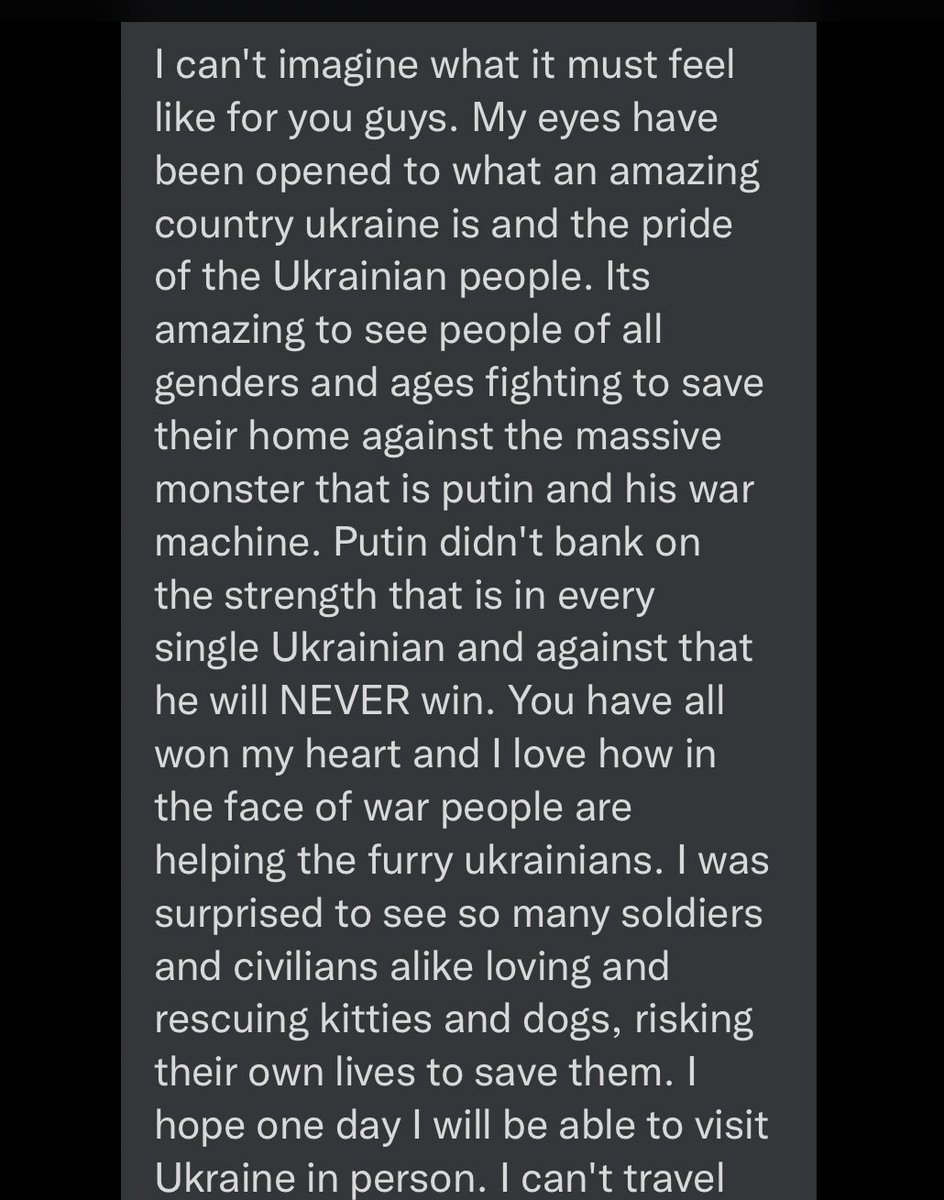 I can't imagine what it must feel
like for you guys. My eyes have
been opened to what an amazing
country ukraine is and the pride
of the Ukrainian people. Its
amazing to see people of all
genders and ages fighting to save
their home against the massive
monster that is putin and his war
machine. Putin didn't bank on
the strength that is in every
single Ukrainian and against that
he will NEVER win. You have all
won my heart and I love how in
the face of war people are
helping the furry ukrainians. I was
surprised to see so many soldiers
and civilians alike loving and
rescuing kitties and dogs, risking
their own lives to save them. I
hope one day I will be able to visit
Ukraine in person. I can't travel